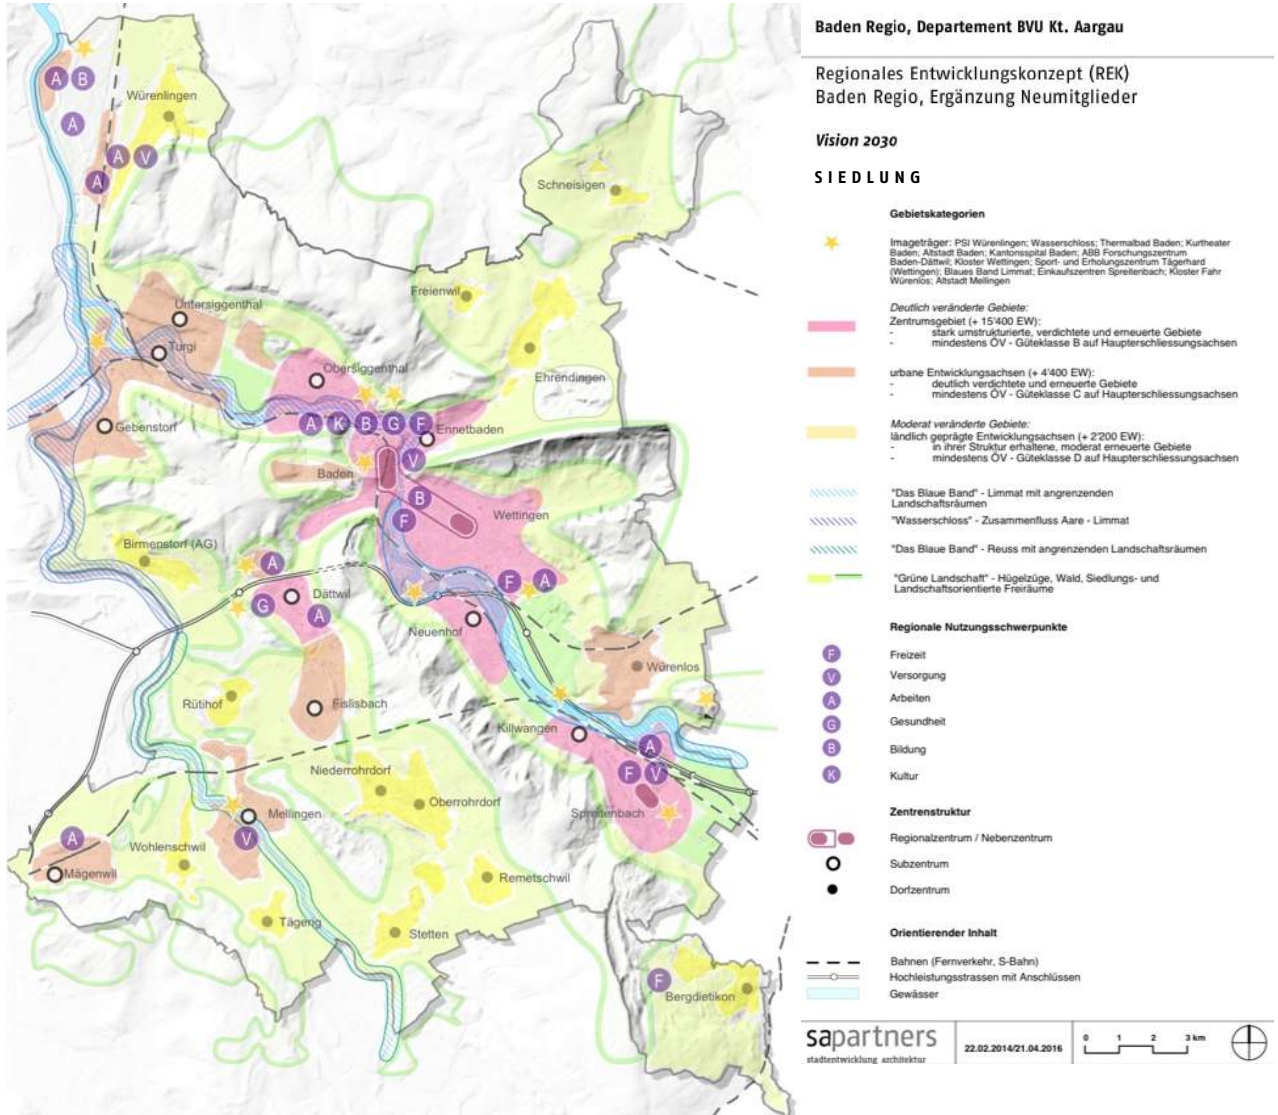 Baden Regio, Departement BVU Kt. Aargau
Regionales Entwicklungskonzept (REK)
Baden Regio, Ergänzung Neumitglieder
Vision 2030
SIEDLUNG
Gebietskategorien
Imageträger: PSI Würenlingen; Wasserschloss; Thermalbad Baden; Kurtheater
Baden; Altstadt Baden; Kantonsspital Baden; ABB Forschungszentrum
Baden-Dättwil; Kloster Wettingen; Sport- und Erholungszentrum Tägerhard
(Wettingen); Blaues Band Limmat; Einkaufszentren Spreitenbach; Kloster Fahr
Würenlos; Altstadt Mellingen
Deutlich veränderte Gebiete:
Zentrumsgebiet (+ 15'400 EW):
- stark umstrukturierte, verdichtete und erneuerte Gebiete
- mindestens ÖV - Güteklasse B auf Haupterschliessungsachsen
urbane Entwicklungsachsen (+ 4'400 EW):
- deutlich verdichtete und erneuerte Gebiete
- mindestens ÖV - Güteklasse C auf Haupterschliessungsachsen
Moderat veränderte Gebiete:
ländlich geprägte Entwicklungsachsen (+ 2'200 EW):
- in ihrer Struktur erhaltene, moderat erneuerte Gebiete
- mindestens ÖV - Güteklasse D auf Haupterschliessungsachsen
"Das Blaue Band" - Limmat mit angrenzenden
Landschaftsräumen
"Wasserschloss" - Zusammenfluss Aare - Limmat
"Das Blaue Band" - Reuss mit angrenzenden Landschaftsräumen
"Grüne Landschaft" - Hügelzüge, Wald, Siedlungs- und
Landschaftsorientierte Freiräume
Regionale Nutzungsschwerpunkte
F Freizeit
V Versorgung
A Arbeiten
G Gesundheit
B Bildung
K Kultur
Zentrenstruktur
Regionalzentrum / Nebenzentrum
Subzentrum
Dorfzentrum
Orientierender Inhalt
Bahnen (Fernverkehr, S-Bahn)
Hochleistungsstrassen mit Anschlüssen
Gewässer
sapartners
stadtentwicklung architektur
22.02.2014/21.04.2016
0 1 2 3 km
A B
Würenlingen
A
A V
A
Schneisigen
Freienwil
Untersiggenthal
Turgi
Obersiggenthal
Ehrendingen
A K B G F
Gebenstorf
Ennetbaden
V
Baden
B
Wettingen
F
Birmenstorf (AG)
A
F A
Dättwil
G
A
Neuenhof
Würenlos
Rütihof
Fislisbach
Killwangen
A
Niederrohrdorf
F V
Oberrohrdorf
Mellingen
Spreitenbach
A
V
Wohlenschwil
Mägenwil
Remetschwil
Tägerig
Stetten
F
Bergdietikon